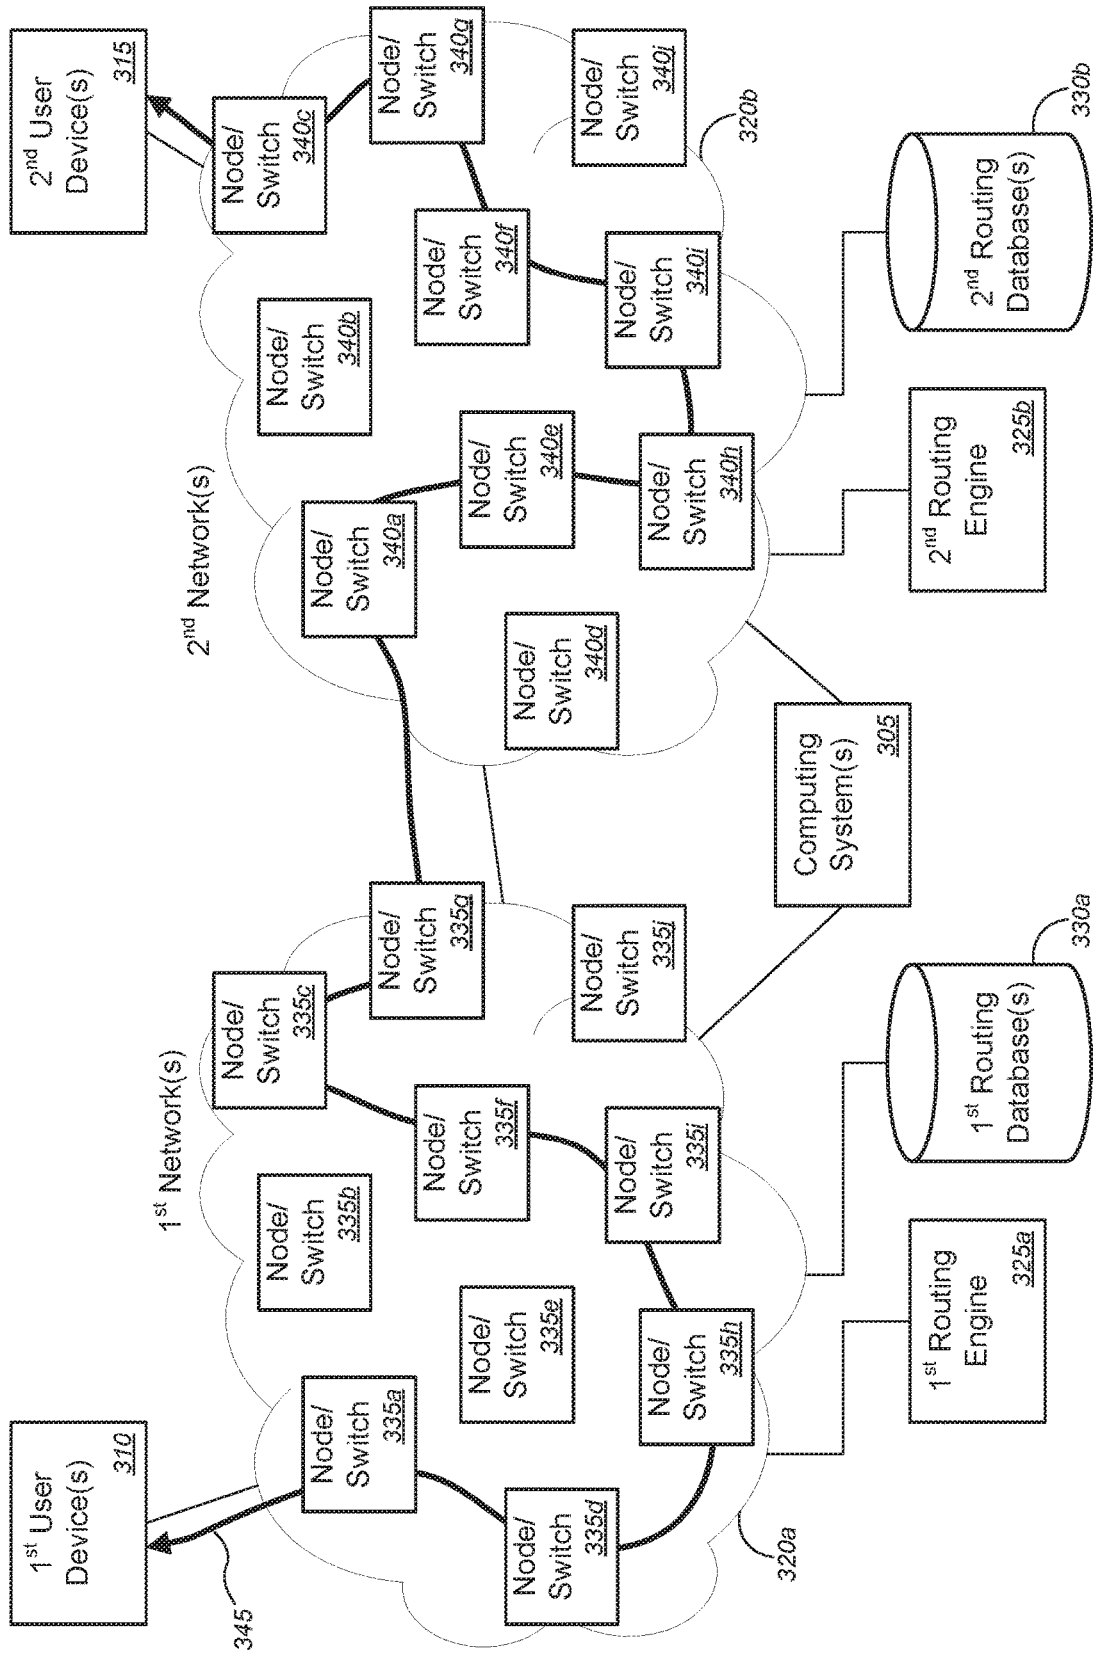 1st User
Device(s)
310
345
1st Network(s)
2nd Network(s)
2nd User
Device(s)
315
Node/
Switch
335a
Node/
Switch
335b
Node/
Switch
335c
Node/
Switch
335d
Node/
Switch
335e
Node/
Switch
335f
Node/
Switch
335g
Node/
Switch
335h
Node/
Switch
335i
Node/
Switch
335j
320a
Node/
Switch
340a
Node/
Switch
340b
Node/
Switch
340c
Node/
Switch
340d
Node/
Switch
340e
Node/
Switch
340f
Node/
Switch
340g
Node/
Switch
340h
Node/
Switch
340i
Node/
Switch
340j
320b
Computing
System(s)
305
1st Routing
Engine
325a
1st Routing
Database(s)
330a
2nd Routing
Engine
325b
2nd Routing
Database(s)
330b